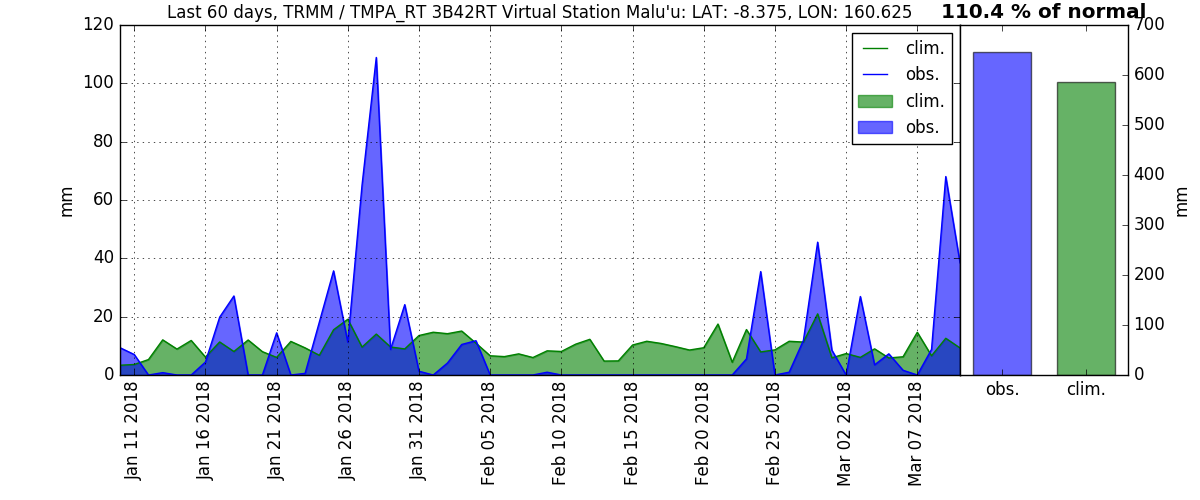 Last 60 days, TRMM / TMPA_RT 3B42RT Virtual Station Malu'u: LAT: -8.375, LON: 160.625
110.4 % of normal
120
100
80
60
40
20
0
mm
clim.
obs.
clim.
obs.
700
600
500
400
300
200
100
0
mm
obs.
clim.
Jan 11 2018
Jan 16 2018
Jan 21 2018
Jan 26 2018
Jan 31 2018
Feb 05 2018
Feb 10 2018
Feb 15 2018
Feb 20 2018
Feb 25 2018
Mar 02 2018
Mar 07 2018